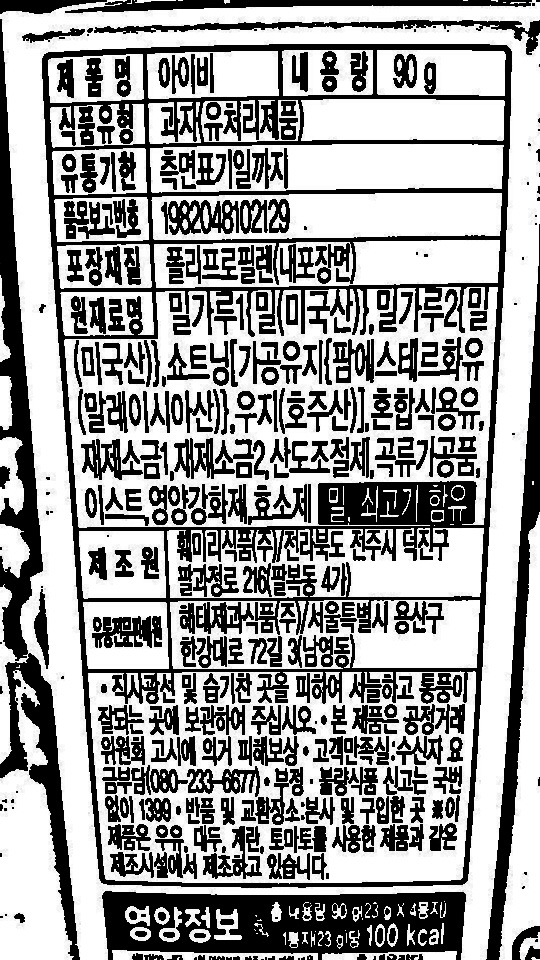 제품명 아이비 내용량 90 g
식품유형 과자(유처리제품)
유통기한 측면표기일까지
품목보고번호 1982048102129
포장재질 폴리프로필렌(내포장면)
원재료명 밀가루1{밀(미국산)},밀가루2{밀
(미국산)},쇼트닝[가공유지{팜에스테르화유
(말레이시아산)},우지(호주산)],혼합식용유,
재제소금1,재제소금2,산도조절제,곡류가공품,
이스트,영양강화제,효소제 밀, 쇠고기 함유
제조원 훼미리식품(주)/전라북도 전주시 덕진구
팔과정로 216(팔복동 4가)
유통전문판매원 해태제과식품(주)/서울특별시 용산구
한강대로 72길 3(남영동)
• 직사광선 및 습기찬 곳을 피하여 서늘하고 통풍이
잘되는 곳에 보관하여 주십시오. • 본 제품은 공정거래
위원회 고시에 의거 피해보상 • 고객만족실:수신자 요
금부담(080-233-6677) • 부정 · 불량식품 신고는 국번
없이 1399 • 반품 및 교환장소:본사 및 구입한 곳 ※이
제품은 우유, 대두, 계란, 토마토를 사용한 제품과 같은
제조시설에서 제조하고 있습니다.
영양정보 총 내용량 90 g(23 g X 4봉지)
1봉지(23 g)당 100 kcal